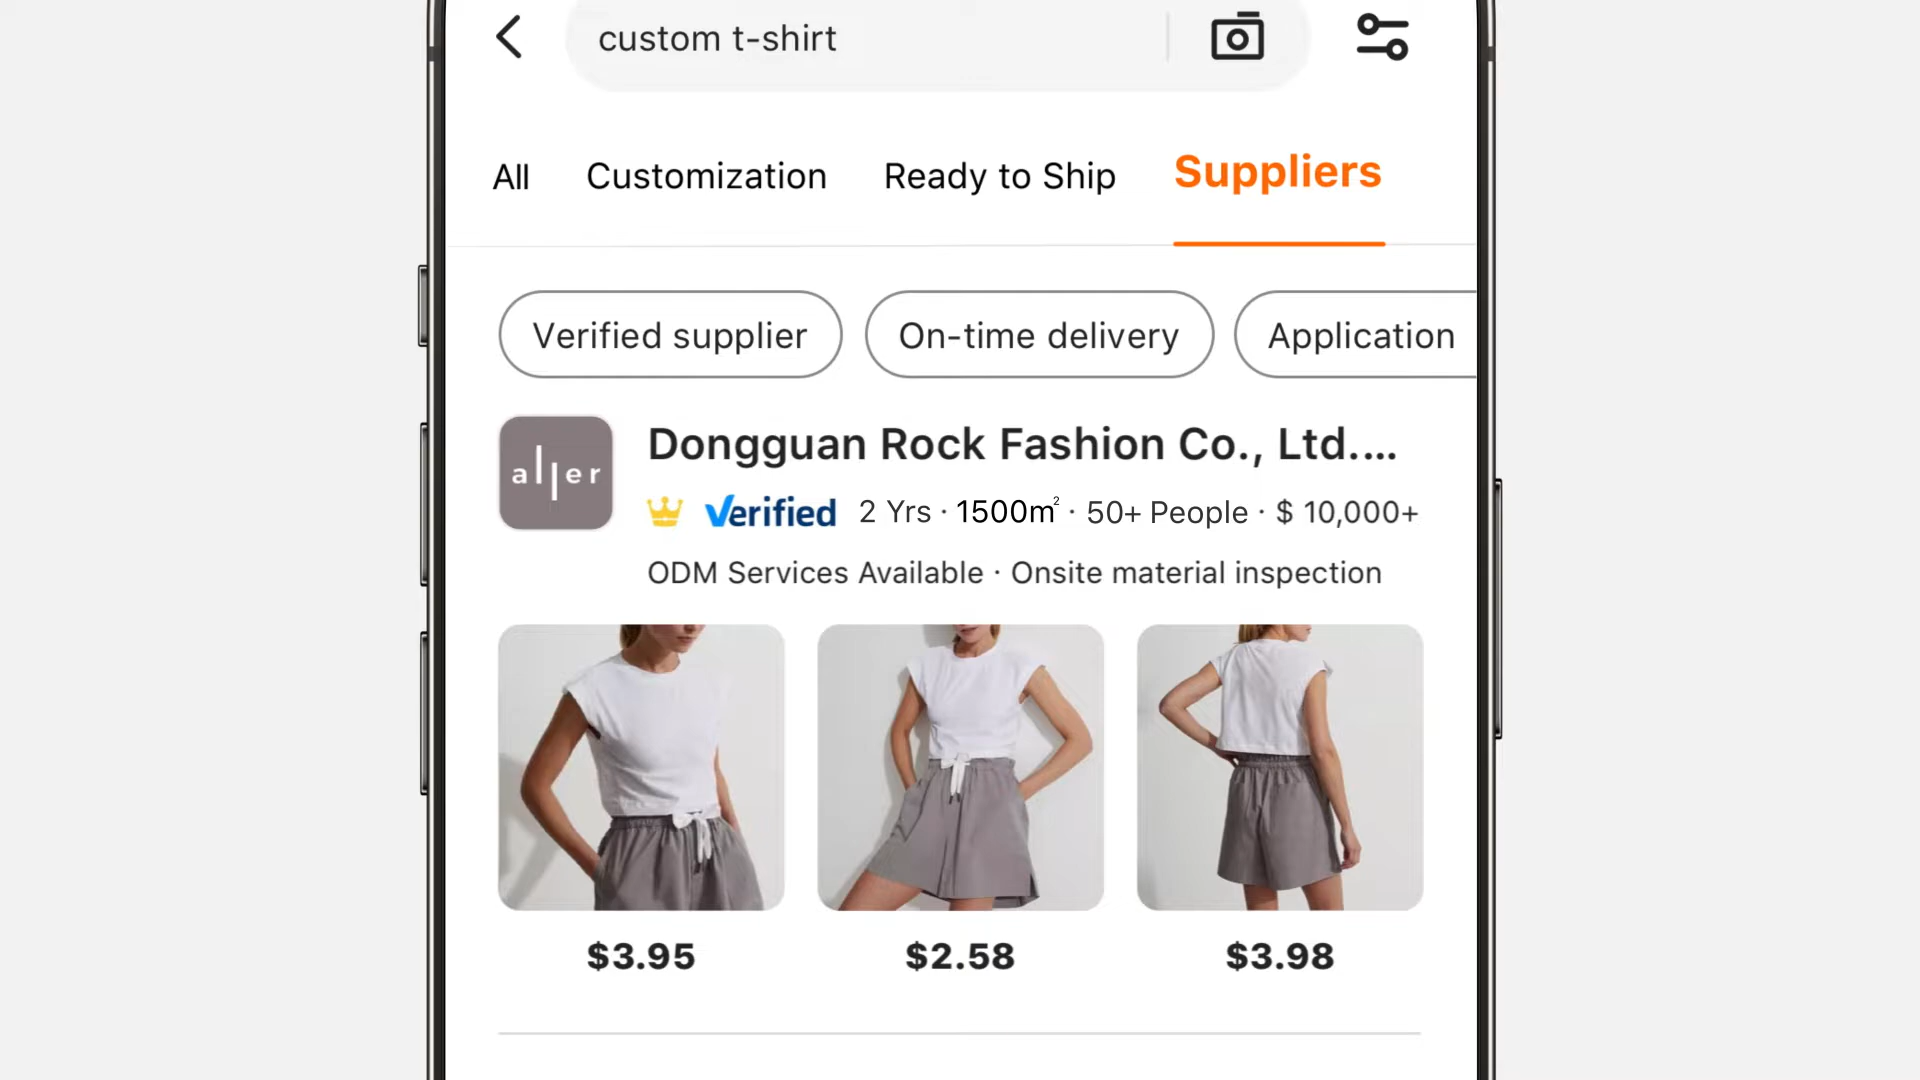 custom t-shirt
All Customization Ready to Ship Suppliers
Verified supplier On-time delivery Application
aller
Dongguan Rock Fashion Co., Ltd....
Verified 2 Yrs · 1500m² · 50+ People · $ 10,000+
ODM Services Available · Onsite material inspection
$3.95 $2.58 $3.98